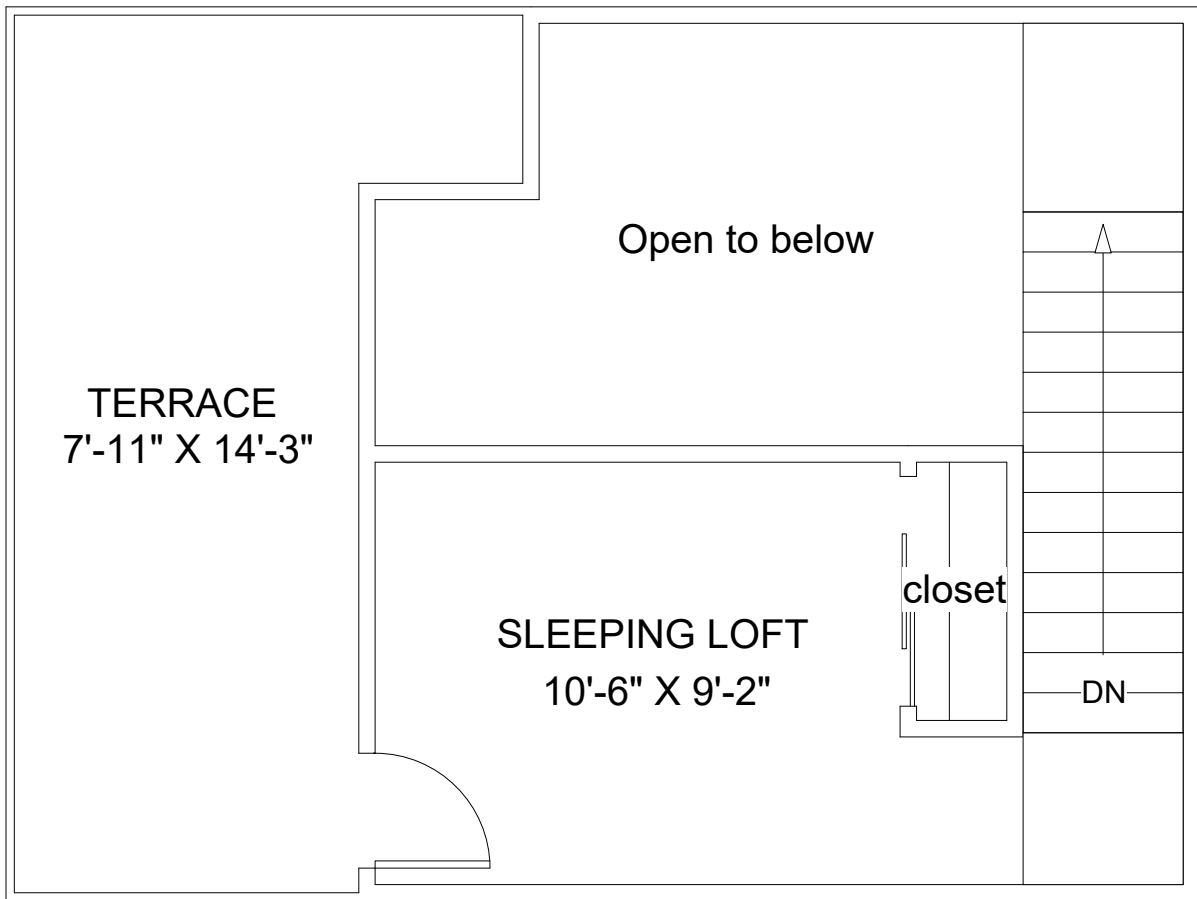 Open to below
TERRACE
7'-11" X 14'-3"
closet
SLEEPING LOFT
10'-6" X 9'-2"
DN